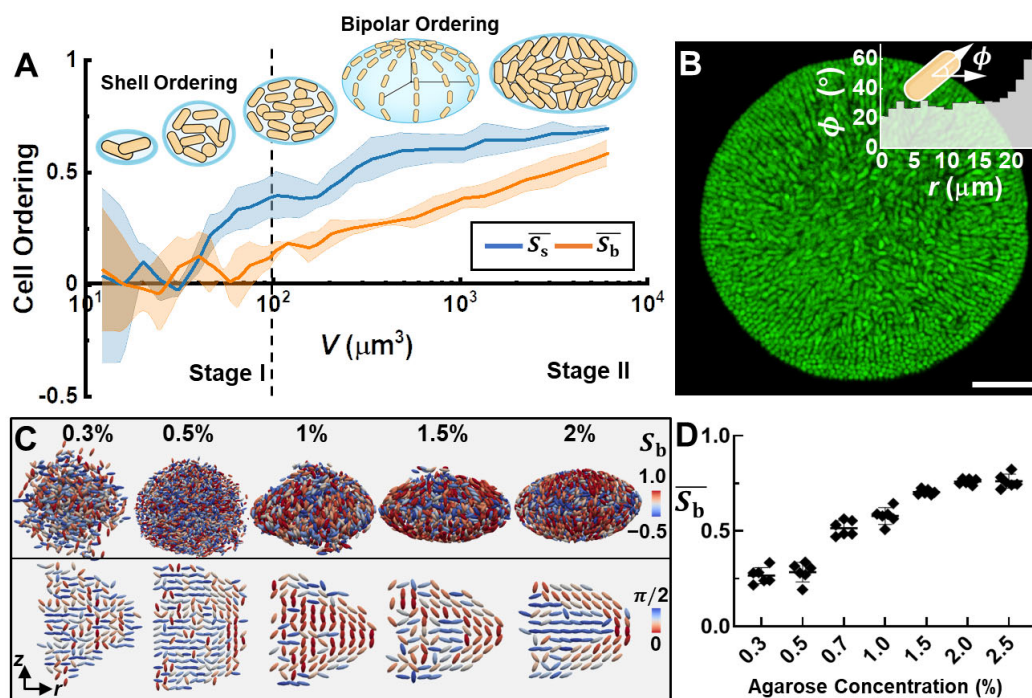 A
Shell Ordering
Bipolar Ordering
Cell Ordering
1
0.5
0
-0.5
10¹
10²
10³
10⁴
V (μm³)
S̅ₛ
S̅_b
Stage I
Stage II
B
ϕ (°)
60
40
20
0
0 5 10 15 20
r (μm)
ϕ
C
0.3% 0.5% 1% 1.5% 2%
S_b
1.0
−0.5
π/2
0
z
r
D
S̅_b
1.0
0.5
0.0
0.3 0.5 0.7 1.0 1.5 2.0 2.5
Agarose Concentration (%)